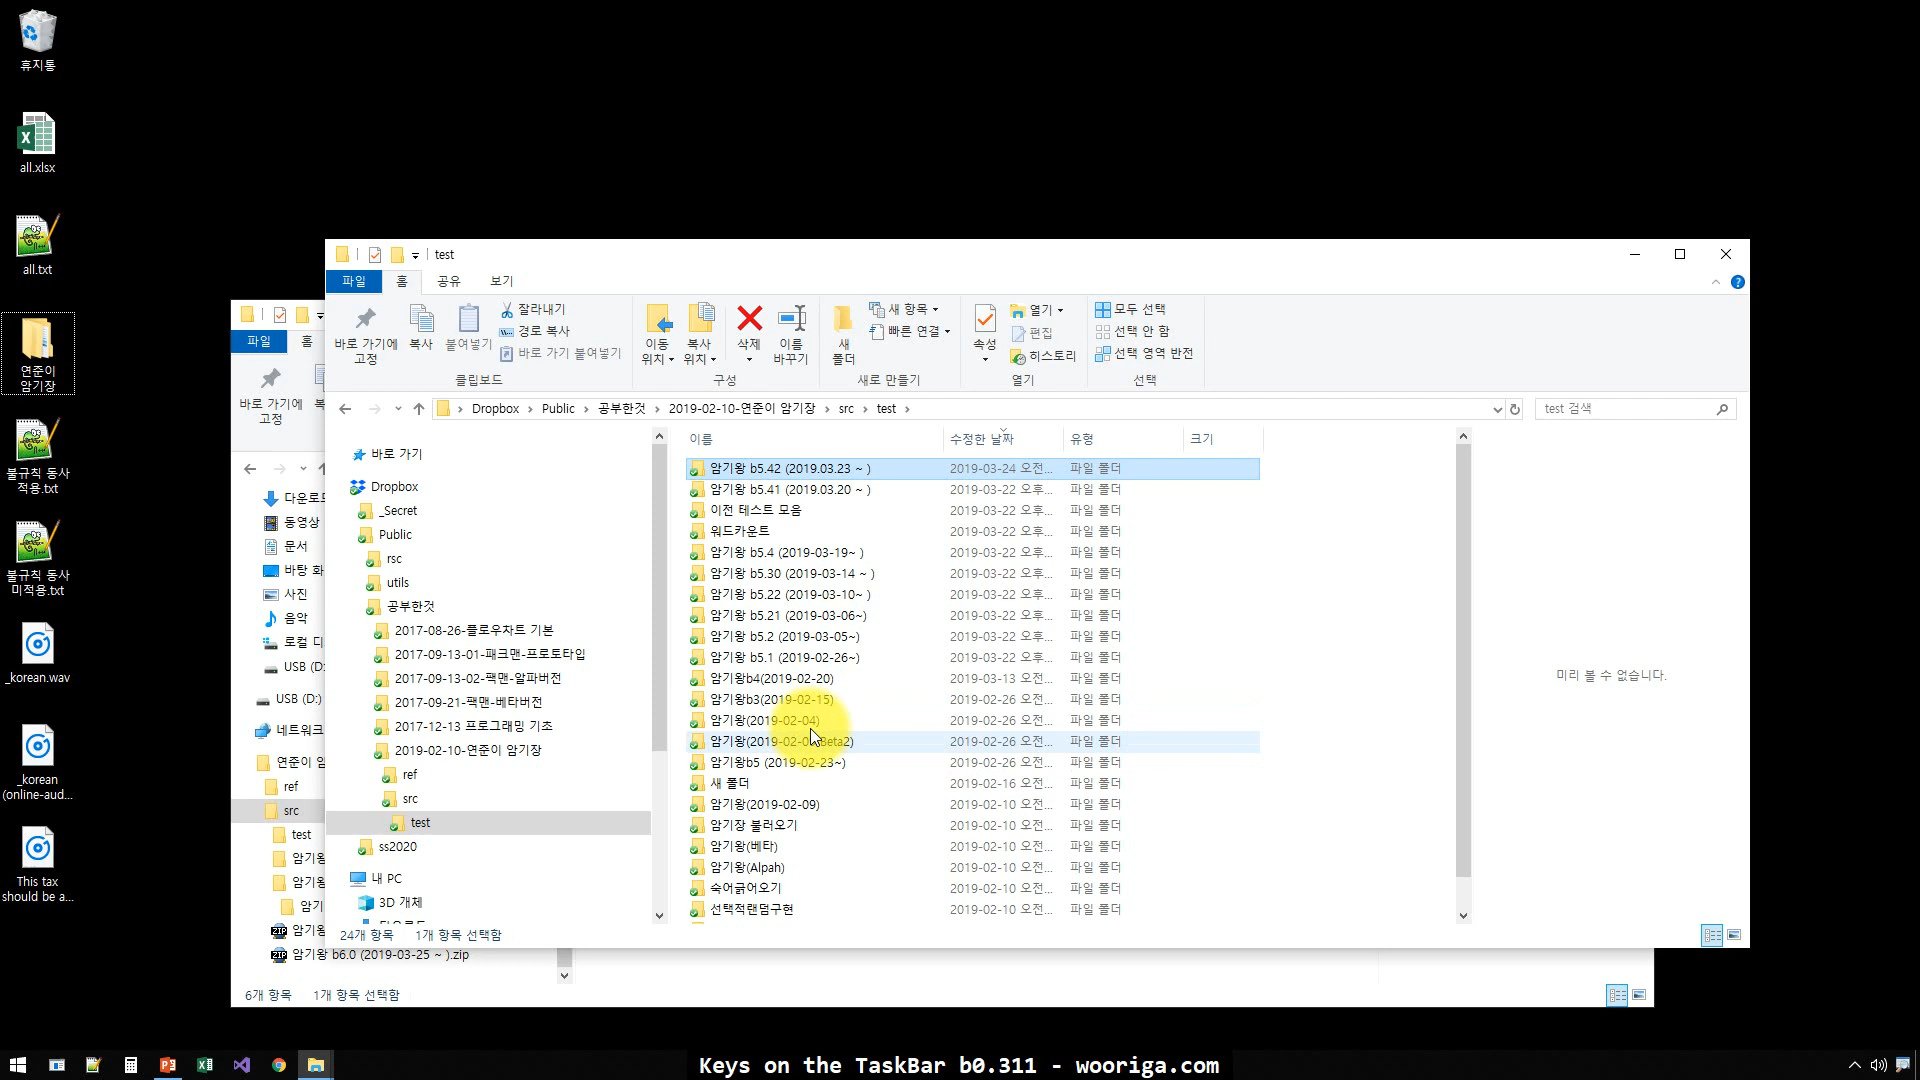 휴지통
all.xlsx
all.txt
연준이
암기장
불규칙 동사
적용.txt
불규칙 동사
미적용.txt
_korean.wav
_korean
(online-aud...
This tax
should be a...
test
파일
홈
공유
보기
바로 가기에
고정
복사
붙여넣기
잘라내기
경로 복사
바로 가기 붙여넣기
클립보드
이동
위치
복사
위치
삭제
이름
바꾸기
구성
새
폴더
새 항목
빠른 연결
새로 만들기
속성
열기
편집
히스토리
열기
모두 선택
선택 안 함
선택 영역 반전
선택
Dropbox > Public > 공부한것 > 2019-02-10-연준이 암기장 > src > test >
test 검색
바로 가기
Dropbox
_Secret
Public
rsc
utils
공부한것
2017-08-26-플로우차트 기본
2017-09-13-01-패크맨-프로토타입
2017-09-13-02-팩맨-알파버전
2017-09-21-팩맨-베타버전
2017-12-13 프로그래밍 기초
2019-02-10-연준이 암기장
ref
src
test
ss2020
내 PC
3D 개체
이름 수정한 날짜 유형 크기
암기왕 b5.42 (2019.03.23 ~ ) 2019-03-24 오전... 파일 폴더
암기왕 b5.41 (2019.03.20 ~ ) 2019-03-22 오후... 파일 폴더
이전 테스트 모음 2019-03-22 오후... 파일 폴더
워드카운트 2019-03-22 오후... 파일 폴더
암기왕 b5.4 (2019-03-19~ ) 2019-03-22 오후... 파일 폴더
암기왕 b5.30 (2019-03-14 ~ ) 2019-03-22 오후... 파일 폴더
암기왕 b5.22 (2019-03-10~ ) 2019-03-22 오후... 파일 폴더
암기왕 b5.21 (2019-03-06~) 2019-03-22 오후... 파일 폴더
암기왕 b5.2 (2019-03-05~) 2019-03-22 오후... 파일 폴더
암기왕 b5.1 (2019-02-26~) 2019-03-22 오후... 파일 폴더
암기왕b4(2019-02-20) 2019-03-13 오전... 파일 폴더
암기왕b3(2019-02-15) 2019-02-26 오전... 파일 폴더
암기왕(2019-02-04) 2019-02-26 오전... 파일 폴더
2019-02-26 오전... 파일 폴더
암기왕b5 (2019-02-23~) 2019-02-26 오전... 파일 폴더
새 폴더 2019-02-16 오전... 파일 폴더
암기왕(2019-02-09) 2019-02-10 오전... 파일 폴더
암기장 불러오기 2019-02-10 오전... 파일 폴더
암기왕(베타) 2019-02-10 오전... 파일 폴더
암기왕(Alpah) 2019-02-10 오전... 파일 폴더
숙어긁어오기 2019-02-10 오전... 파일 폴더
선택적랜덤구현 2019-02-10 오전... 파일 폴더
미리 볼 수 없습니다.
24개 항목 1개 항목 선택함
파일
홈
바로 가기에
고정
다운로드
동영상
문서
바탕 화
사진
음악
로컬 디
USB (D:
USB (D:)
네트워크
연준이 암
ref
src
test
암기왕
암기왕
암기
암기왕
암기왕 b6.0 (2019-03-25 ~ ).zip
6개 항목 1개 항목 선택함
Keys on the TaskBar b0.311 - wooriga.com